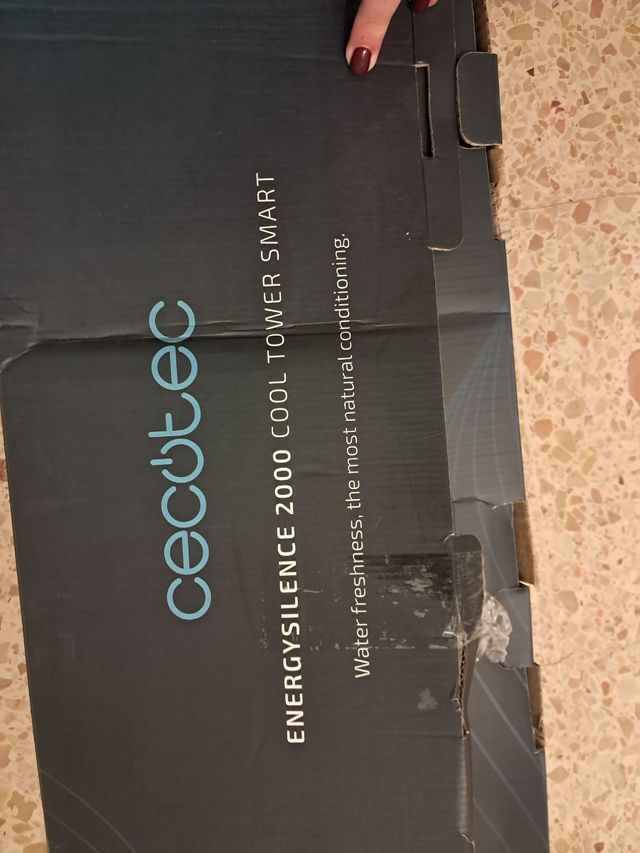 cecotec
ENERGYSILENCE 2000 COOL TOWER SMART
Water freshness, the most natural conditioning.